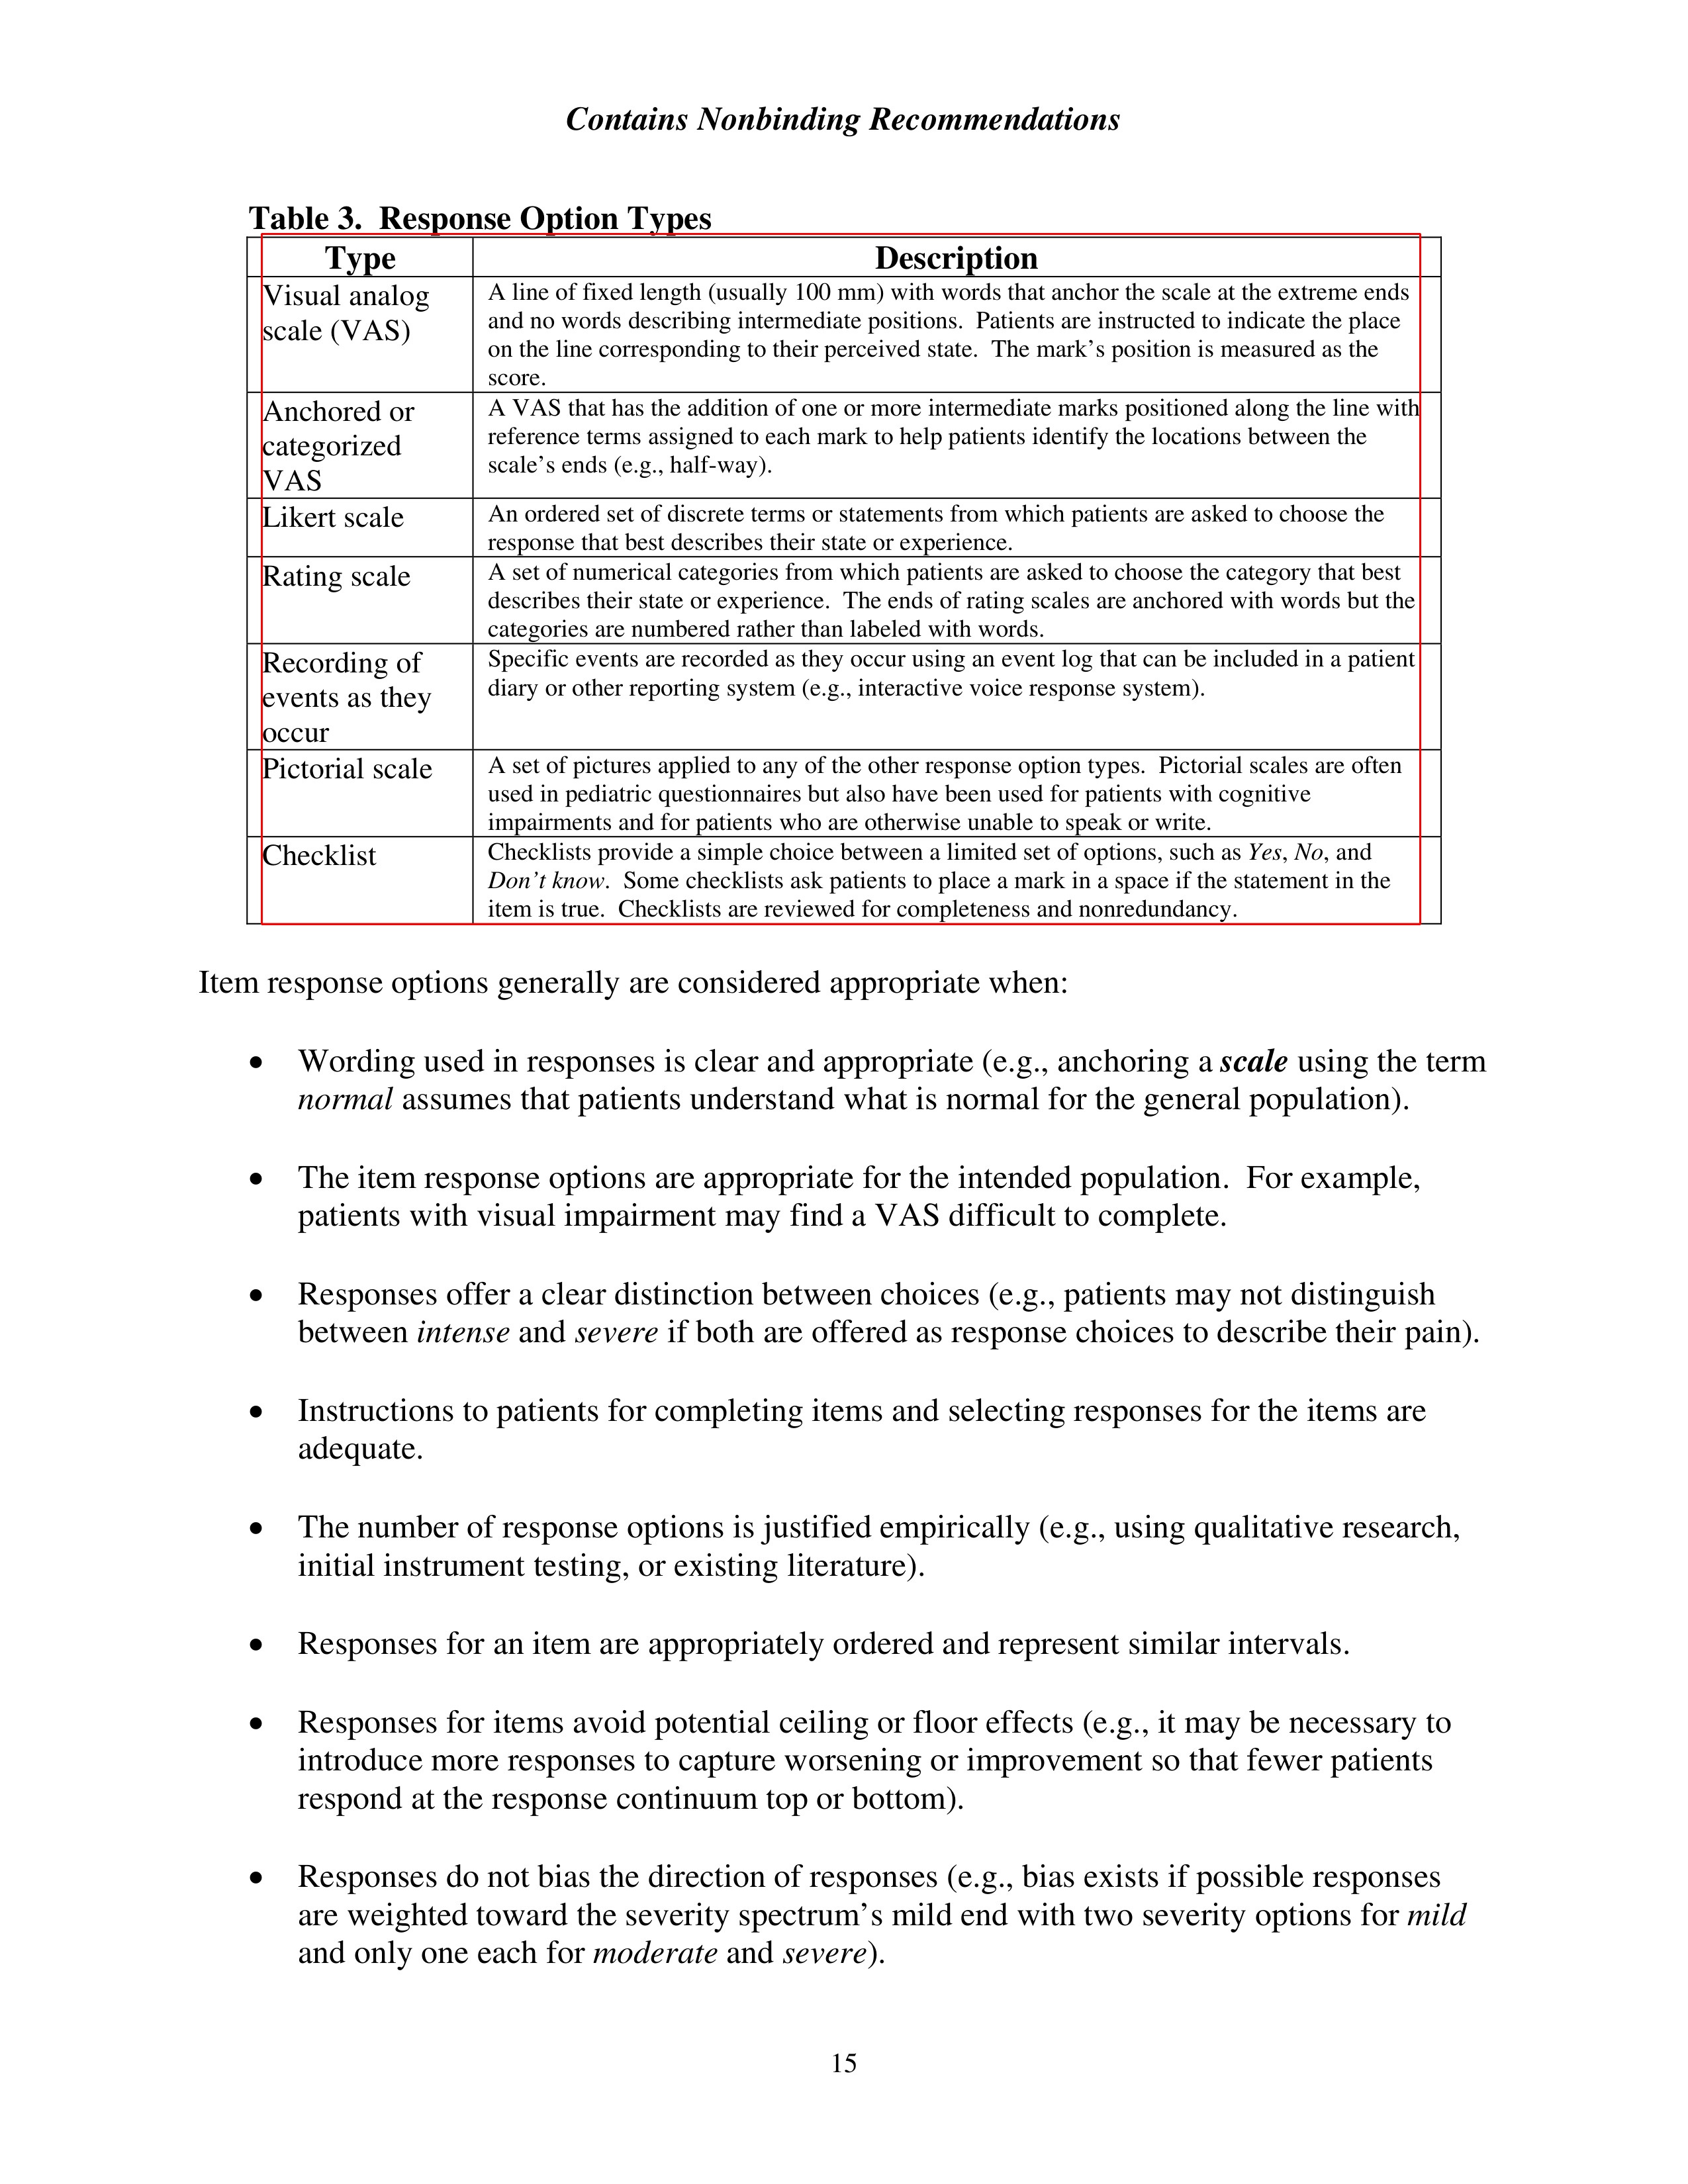 Contains Nonbinding Recommendations
Table 3.  Response Option Types
Type Description
Visual analog
scale (VAS)
A line of fixed length (usually 100 mm) with words that anchor the scale at the extreme ends
and no words describing intermediate positions.  Patients are instructed to indicate the place
on the line corresponding to their perceived state.  The mark’s position is measured as the
score.
Anchored or
categorized
VAS
A VAS that has the addition of one or more intermediate marks positioned along the line with
reference terms assigned to each mark to help patients identify the locations between the
scale’s ends (e.g., half-way).
Likert scale
An ordered set of discrete terms or statements from which patients are asked to choose the
response that best describes their state or experience.
Rating scale
A set of numerical categories from which patients are asked to choose the category that best
describes their state or experience.  The ends of rating scales are anchored with words but the
categories are numbered rather than labeled with words.
Recording of
events as they
occur
Specific events are recorded as they occur using an event log that can be included in a patient
diary or other reporting system (e.g., interactive voice response system).
Pictorial scale
A set of pictures applied to any of the other response option types.  Pictorial scales are often
used in pediatric questionnaires but also have been used for patients with cognitive
impairments and for patients who are otherwise unable to speak or write.
Checklist
Checklists provide a simple choice between a limited set of options, such as Yes, No, and
Don’t know.  Some checklists ask patients to place a mark in a space if the statement in the
item is true.  Checklists are reviewed for completeness and nonredundancy.
Item response options generally are considered appropriate when:
• Wording used in responses is clear and appropriate (e.g., anchoring a scale using the term
normal assumes that patients understand what is normal for the general population).
• The item response options are appropriate for the intended population.  For example,
patients with visual impairment may find a VAS difficult to complete.
• Responses offer a clear distinction between choices (e.g., patients may not distinguish
between intense and severe if both are offered as response choices to describe their pain).
• Instructions to patients for completing items and selecting responses for the items are
adequate.
• The number of response options is justified empirically (e.g., using qualitative research,
initial instrument testing, or existing literature).
• Responses for an item are appropriately ordered and represent similar intervals.
• Responses for items avoid potential ceiling or floor effects (e.g., it may be necessary to
introduce more responses to capture worsening or improvement so that fewer patients
respond at the response continuum top or bottom).
• Responses do not bias the direction of responses (e.g., bias exists if possible responses
are weighted toward the severity spectrum’s mild end with two severity options for mild
and only one each for moderate and severe).
15